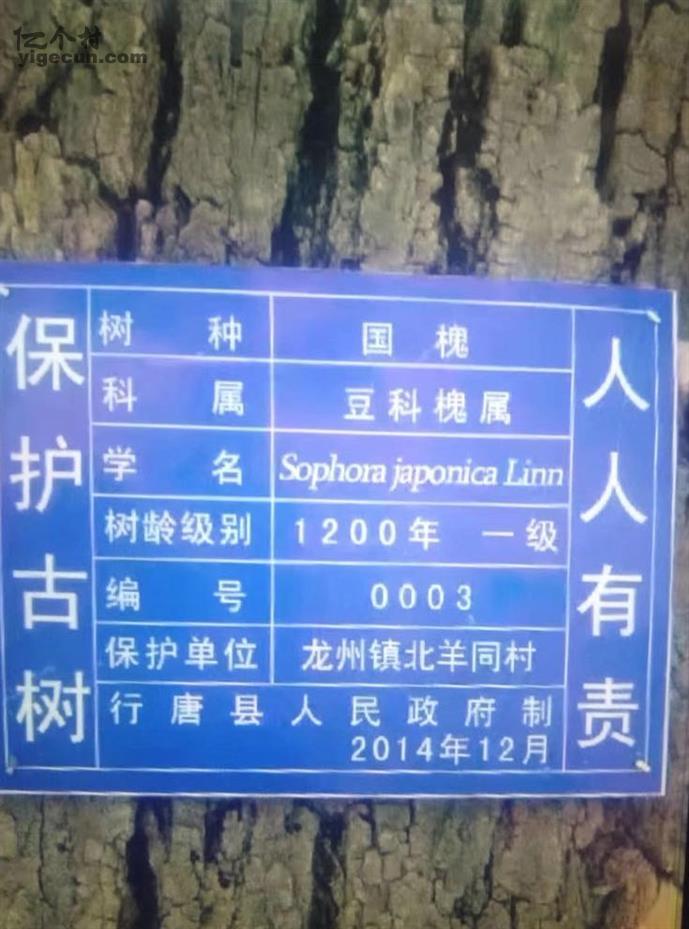 亿个村
yigecun.com
保护古树
树种 国槐
科属 豆科槐属
学名 Sophora japonica Linn
树龄级别 1200年 一级
编号 0003
保护单位 龙州镇北羊同村
行唐县人民政府制
2014年12月
人人有责